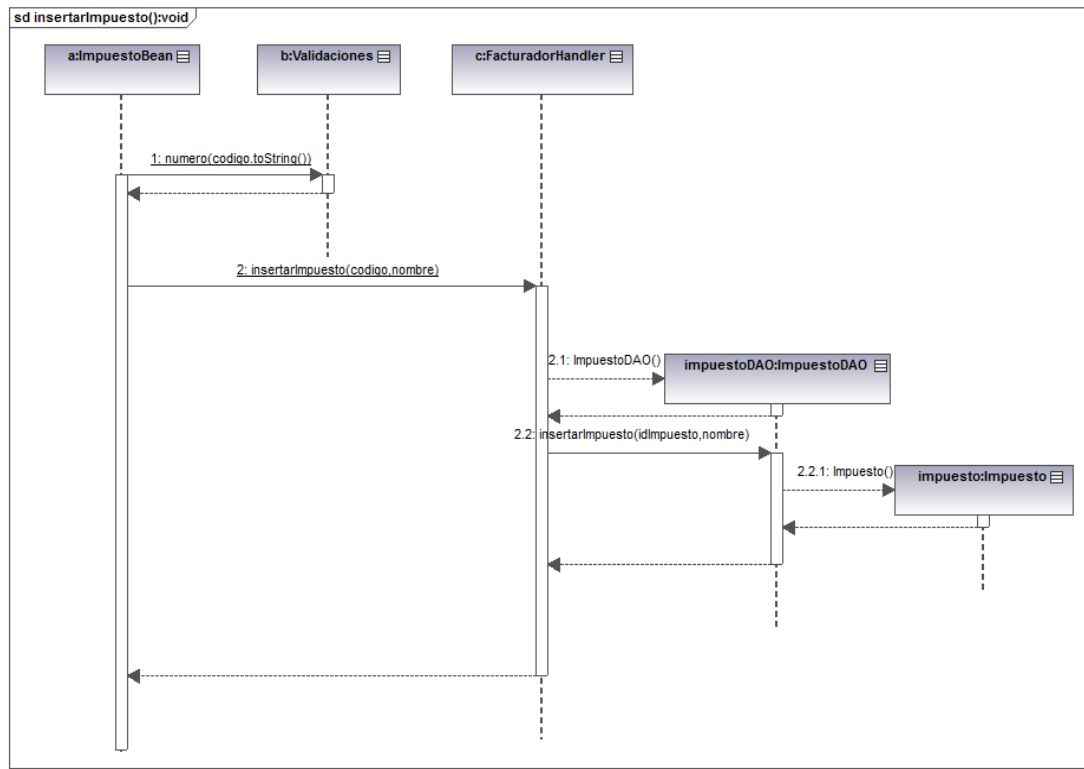 sd insertarImpuesto():void
a:ImpuestoBean
b:Validaciones
c:FacturadorHandler
1: numero(codigo.toString())
2: insertarImpuesto(codigo,nombre)
2.1: ImpuestoDAO()
impuestoDAO:ImpuestoDAO
2.2: insertarImpuesto(idImpuesto,nombre)
2.2.1: Impuesto()
impuesto:Impuesto